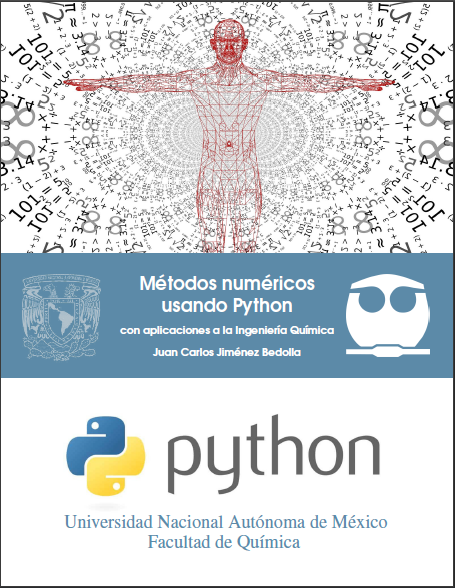 Métodos numéricos
usando Python
con aplicaciones a la Ingeniería Química
Juan Carlos Jiménez Bedolla
python
Universidad Nacional Autónoma de México
Facultad de Química